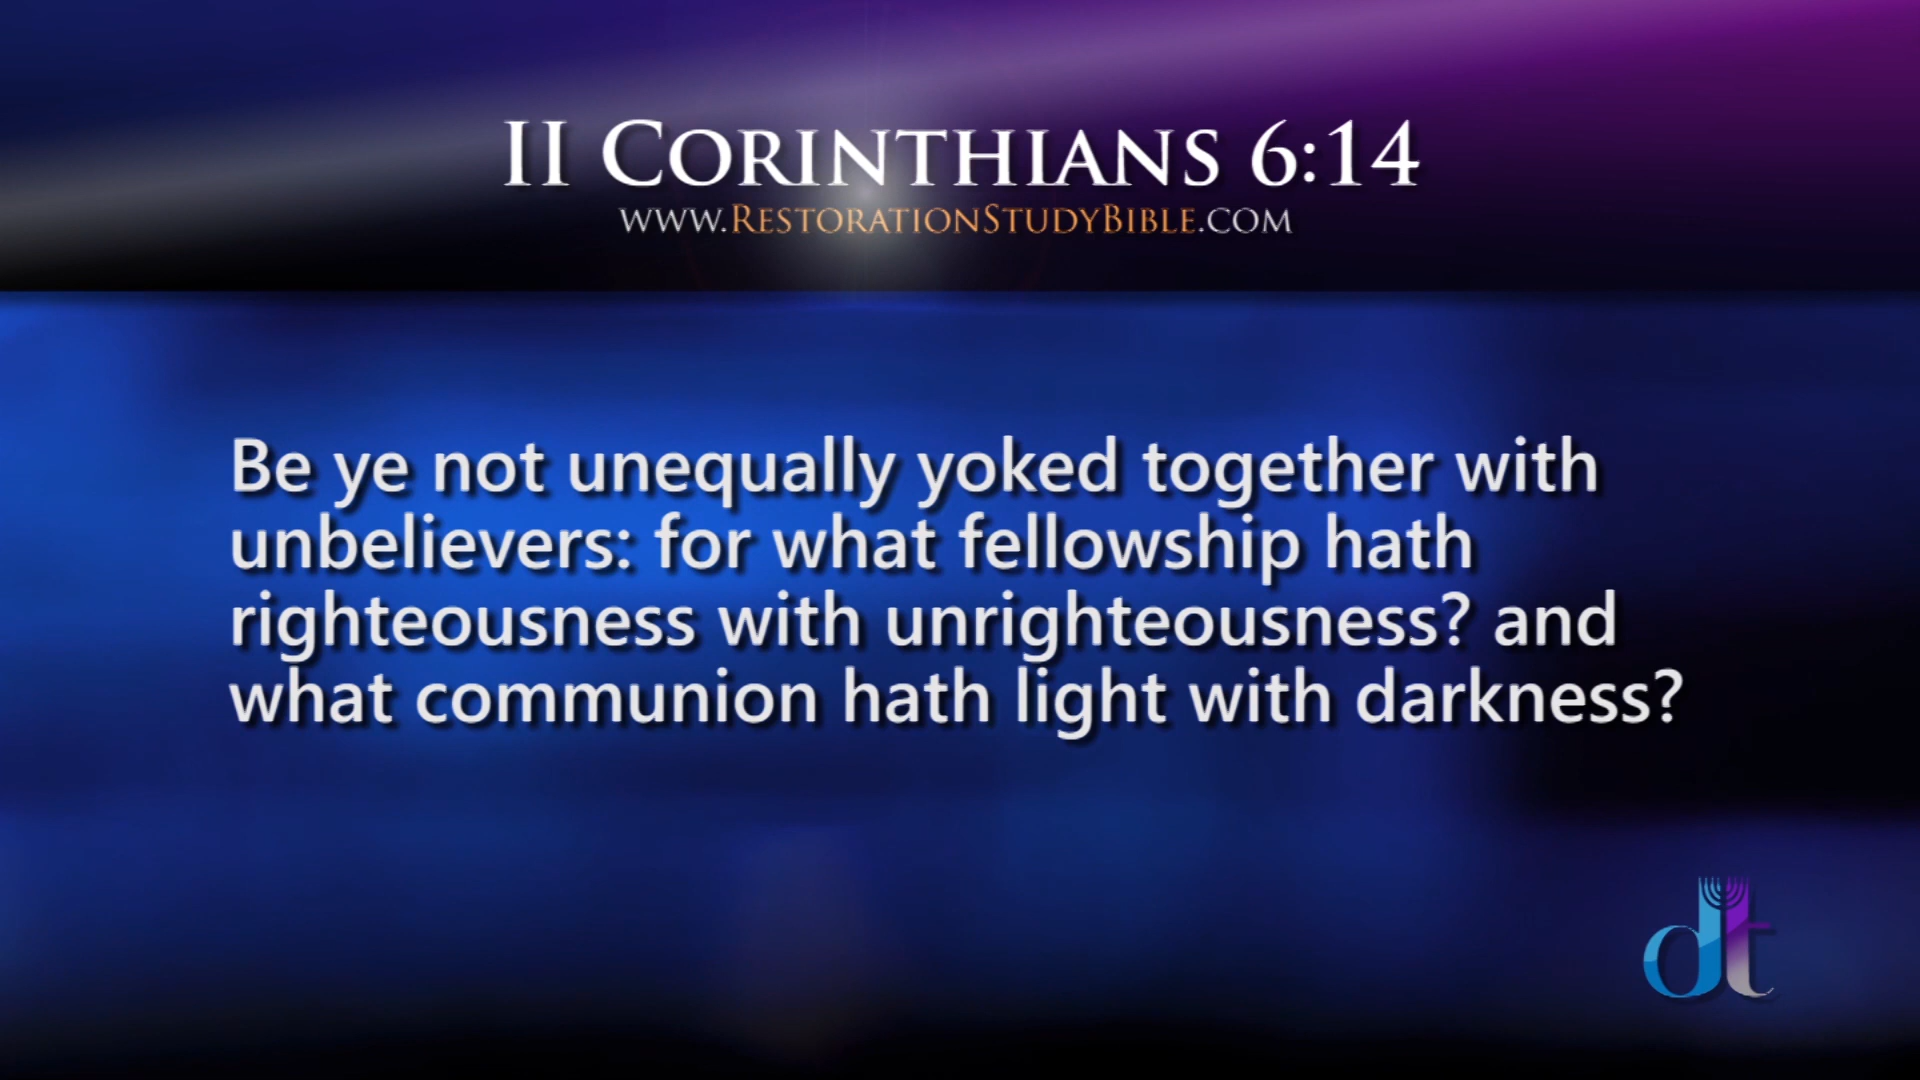 II Corinthians 6:14
www.RestorationStudyBible.com
Be ye not unequally yoked together with
unbelievers: for what fellowship hath
righteousness with unrighteousness? and
what communion hath light with darkness?
dt